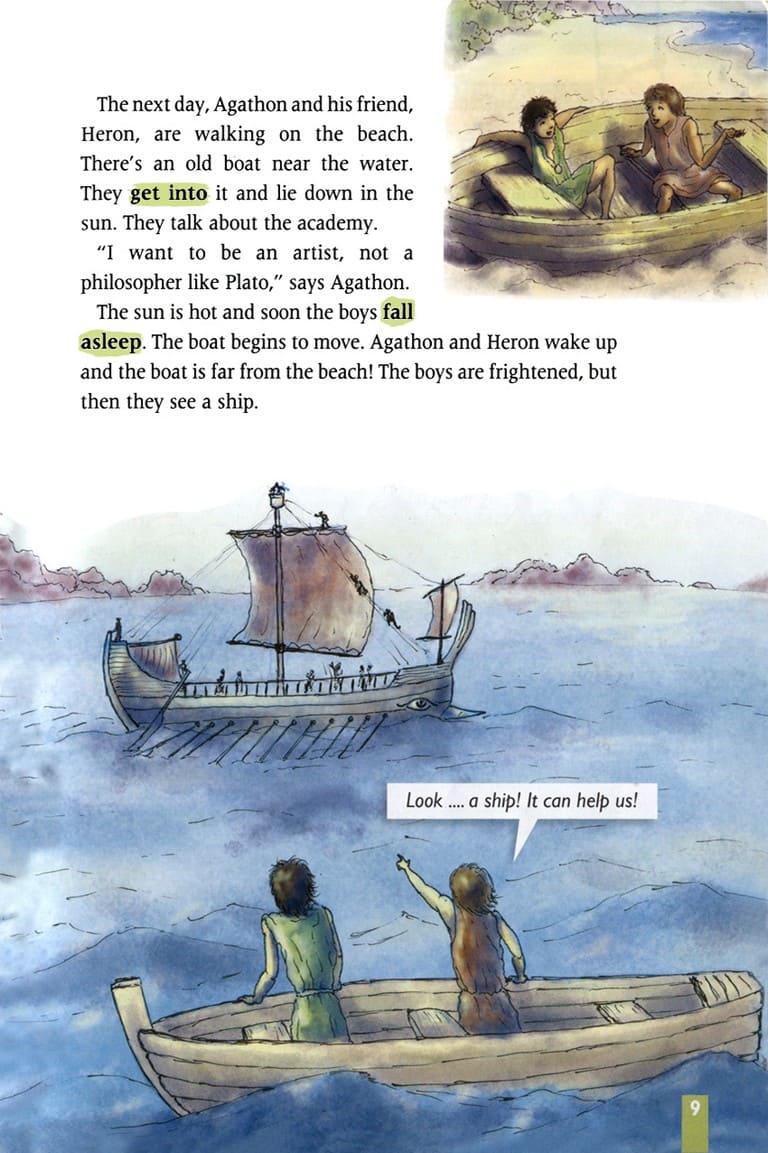 The next day, Agathon and his friend,
Heron, are walking on the beach.
There's an old boat near the water.
They get into it and lie down in the
sun. They talk about the academy.
“I want to be an artist, not a
philosopher like Plato,” says Agathon.
The sun is hot and soon the boys fall
asleep. The boat begins to move. Agathon and Heron wake up
and the boat is far from the beach! The boys are frightened, but
then they see a ship.
Look .... a ship! It can help us!
9